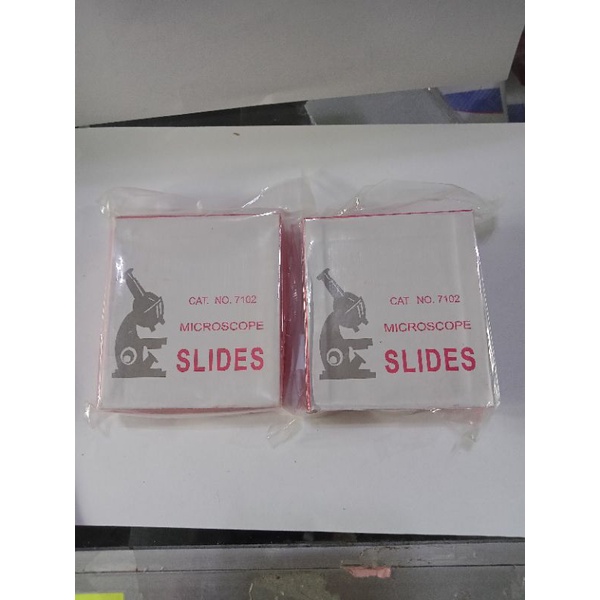 CAT. NO. 7102
MICROSCOPE
SLIDES
CAT. NO. 7102
MICROSCOPE
SLIDES